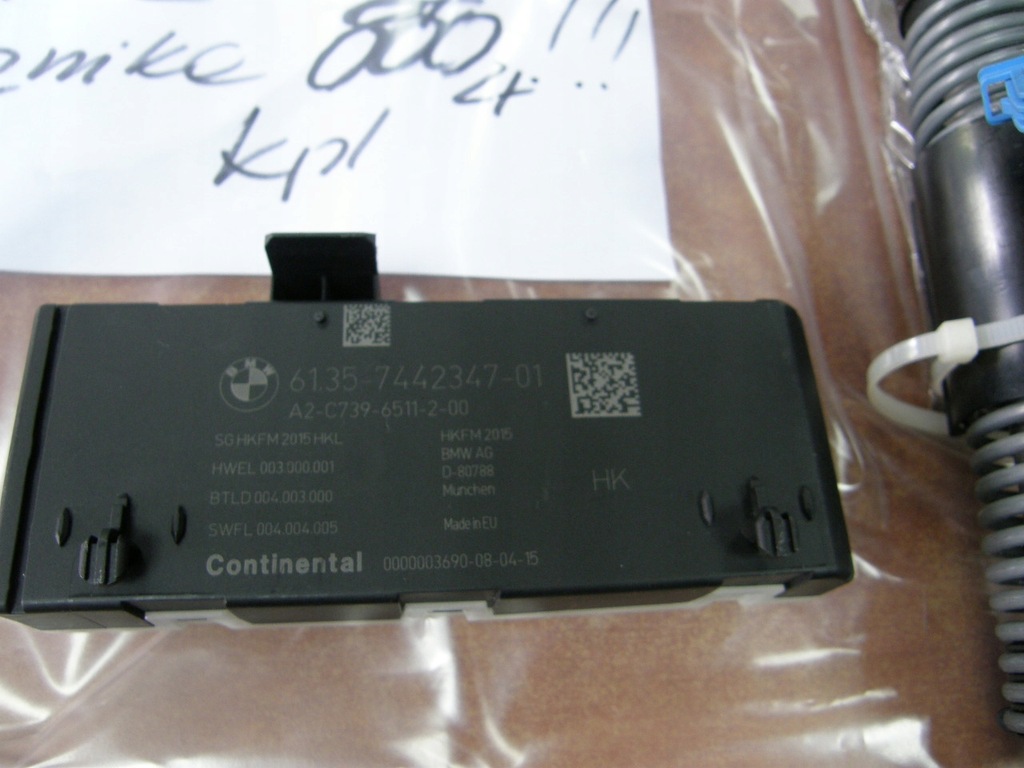 kpl
BMW
61.35-7442347-01
A2-C739-6511-2-00
SG HKFM 2015 HKL
HWEL 003.000.001
BTLD 004.003.000
SWFL 004.004.005
HKFM 2015
BMW AG
D-80788
Munchen
Made in EU
HK
Continental 0000003690-08-04-15